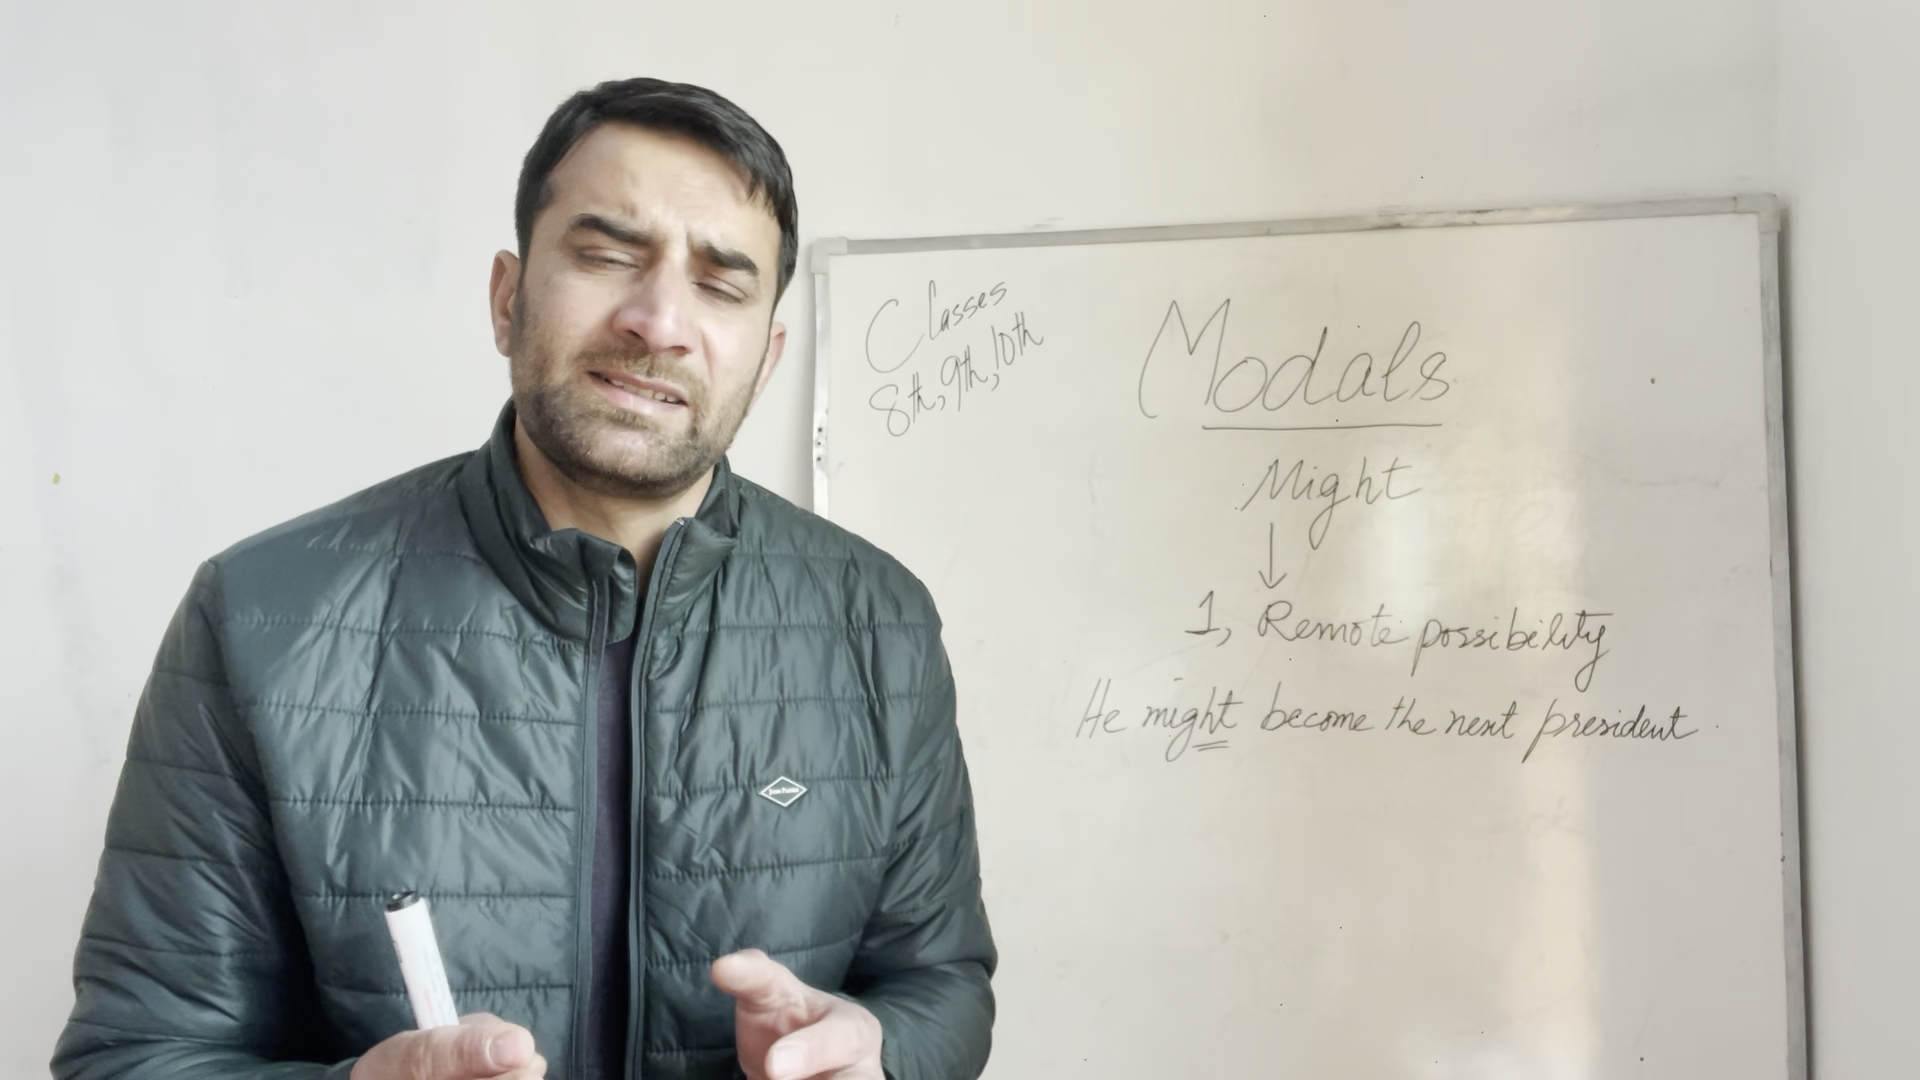 Classes
8th, 9th, 10th
Modals
Might
1, Remote possibility
He might become the next president.